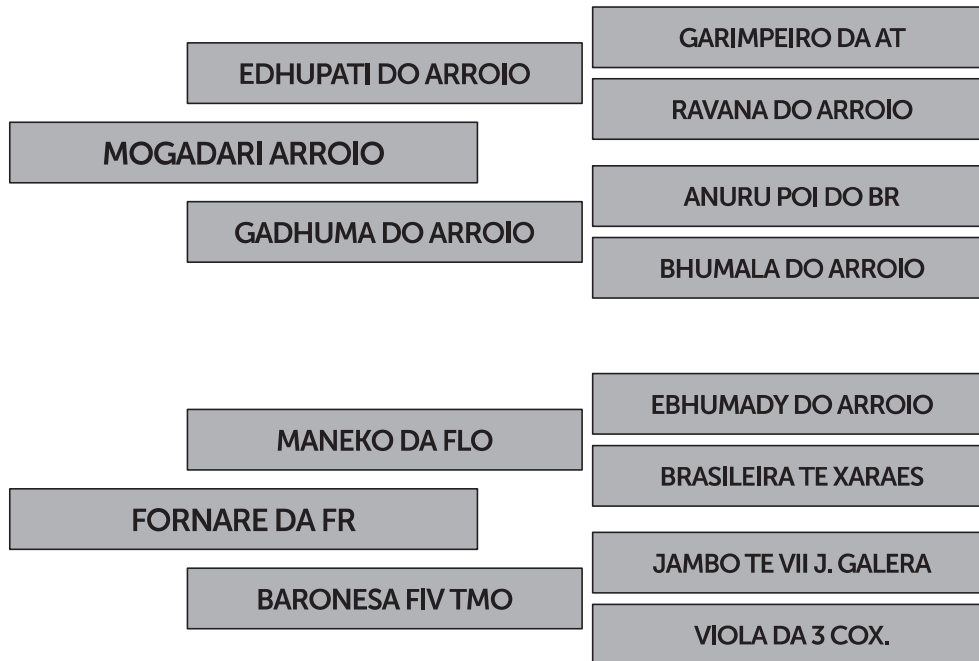 GARIMPEIRO DA AT
EDHUPATI DO ARROIO
RAVANA DO ARROIO
MOGADARI ARROIO
ANURU POI DO BR
GADHUMA DO ARROIO
BHUMALA DO ARROIO
EBHUMADY DO ARROIO
MANEKO DA FLO
BRASILEIRA TE XARAES
FORNARE DA FR
JAMBO TE VII J. GALERA
BARONESA FIV TMO
VIOLA DA 3 COX.